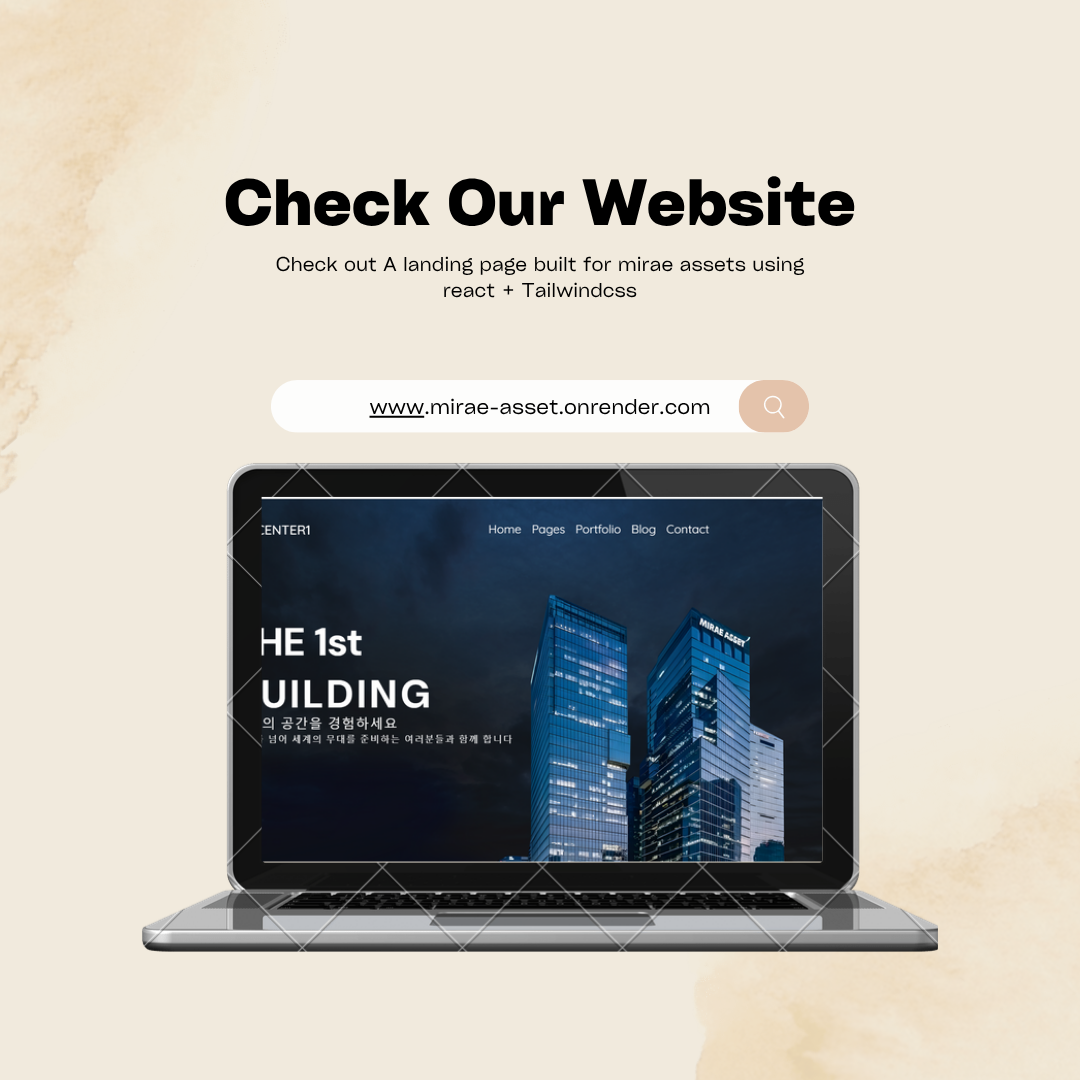 Check Our Website
Check out A landing page built for mirae assets using
react + Tailwindcss
www.mirae-asset.onrender.com
CENTER1
Home Pages Portfolio Blog Contact
MIRAE ASSET
HE 1st
UILDING
의 공간을 경험하세요
넘어 세계의 무대를 준비하는 여러분들과 함께 합니다